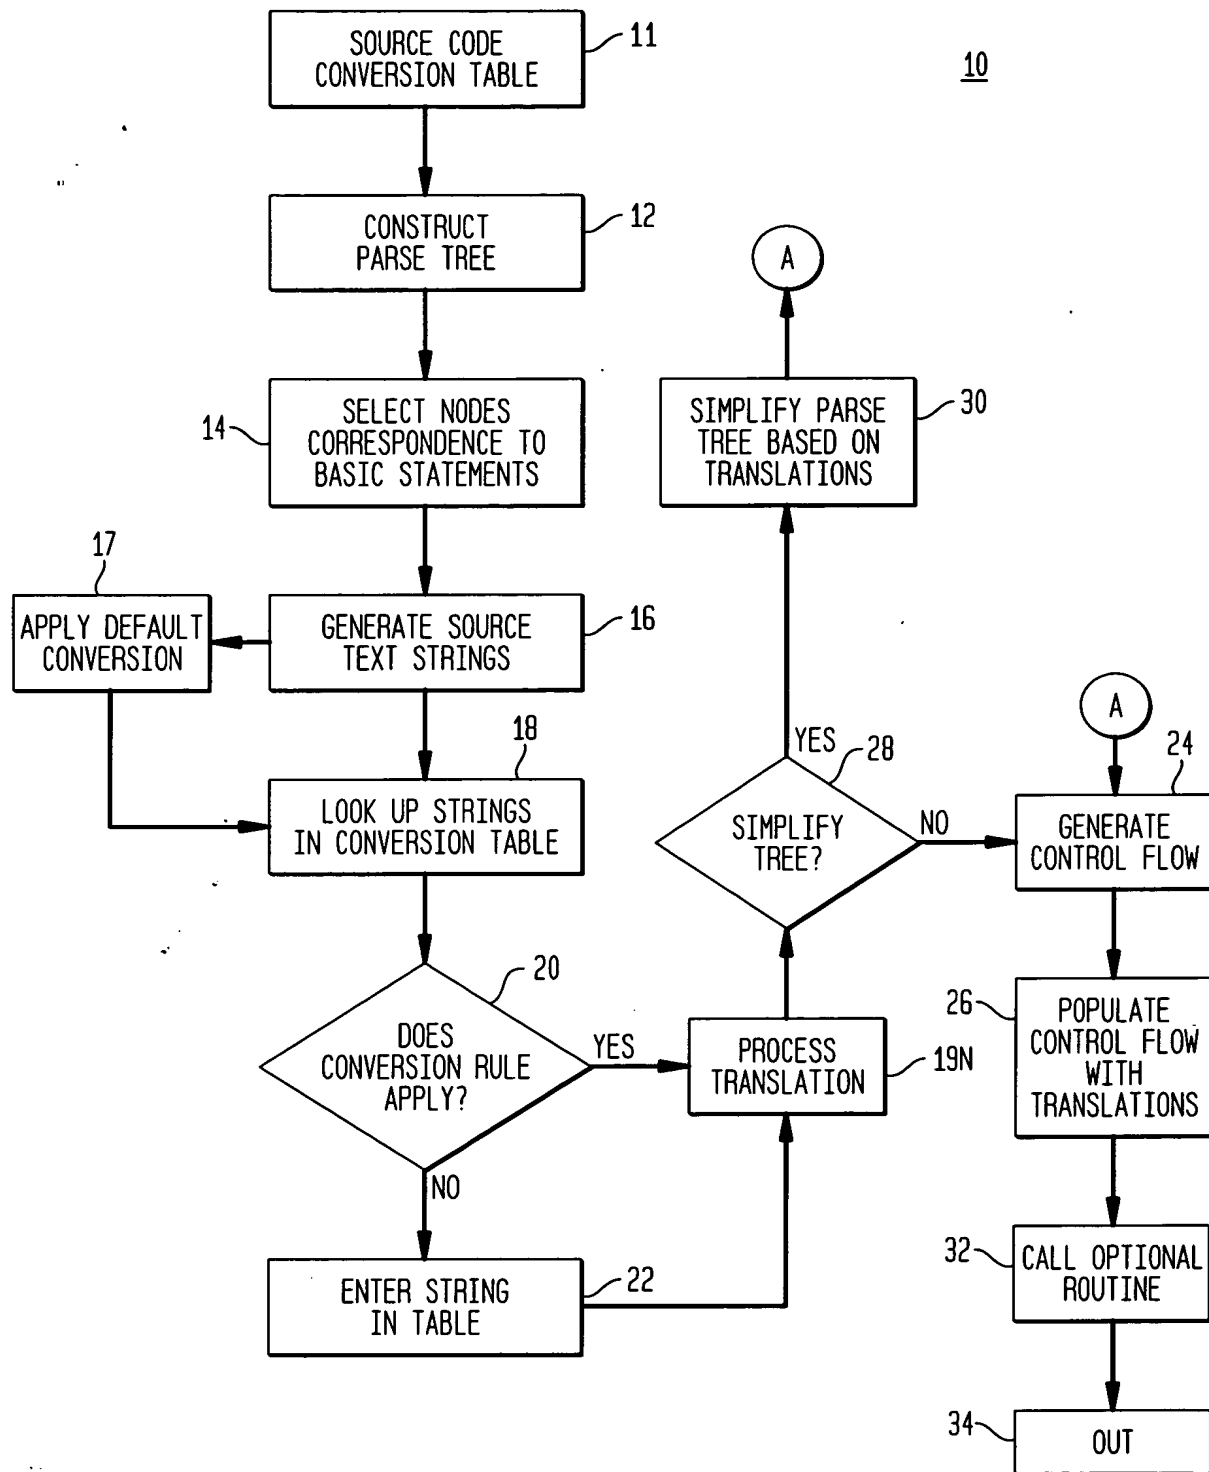 SOURCE CODE
CONVERSION TABLE
11
10
CONSTRUCT
PARSE TREE
12
A
SELECT NODES
CORRESPONDENCE TO
BASIC STATEMENTS
14
SIMPLIFY PARSE
TREE BASED ON
TRANSLATIONS
30
17
APPLY DEFAULT
CONVERSION
GENERATE SOURCE
TEXT STRINGS
16
18
LOOK UP STRINGS
IN CONVERSION TABLE
YES
28
SIMPLIFY
TREE?
NO
A
24
GENERATE
CONTROL FLOW
20
DOES
CONVERSION RULE
APPLY?
YES
NO
PROCESS
TRANSLATION
19N
26
POPULATE
CONTROL FLOW
WITH
TRANSLATIONS
ENTER STRING
IN TABLE
22
32
CALL OPTIONAL
ROUTINE
34
OUT